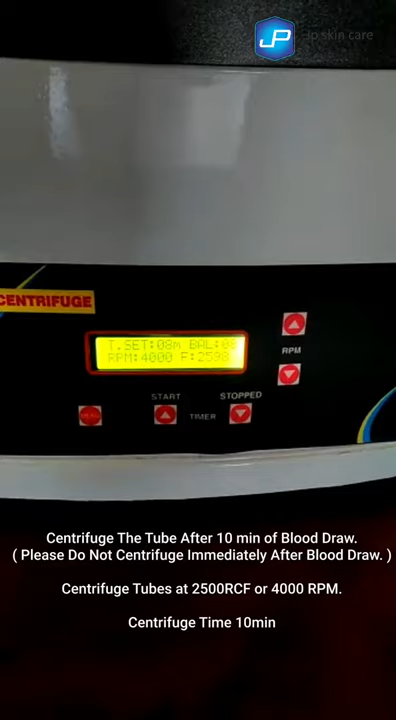 JP
Jp skin care
CENTRIFUGE
T.SET:08m BAL:08
RPM:4000 F:2598
RPM
START
STOPPED
TIMER
Centrifuge The Tube After 10 min of Blood Draw.
( Please Do Not Centrifuge Immediately After Blood Draw. )
Centrifuge Tubes at 2500RCF or 4000 RPM.
Centrifuge Time 10min